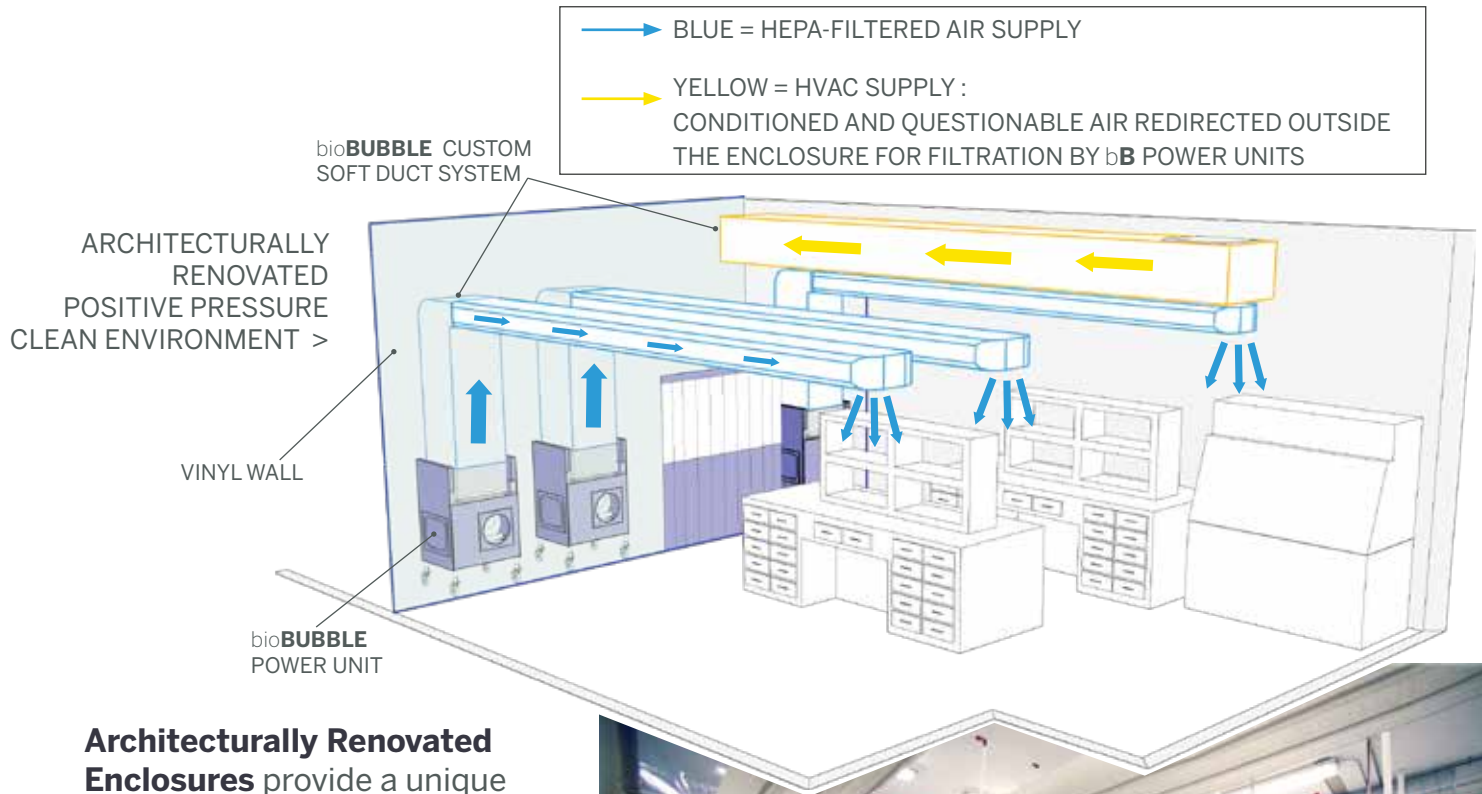 BLUE = HEPA-FILTERED AIR SUPPLY
YELLOW = HVAC SUPPLY :
CONDITIONED AND QUESTIONABLE AIR REDIRECTED OUTSIDE
THE ENCLOSURE FOR FILTRATION BY bB POWER UNITS
bioBUBBLE CUSTOM
SOFT DUCT SYSTEM
ARCHITECTURALLY
RENOVATED
POSITIVE PRESSURE
CLEAN ENVIRONMENT >
VINYL WALL
bioBUBBLE
POWER UNIT
Architecturally Renovated
Enclosures provide a unique